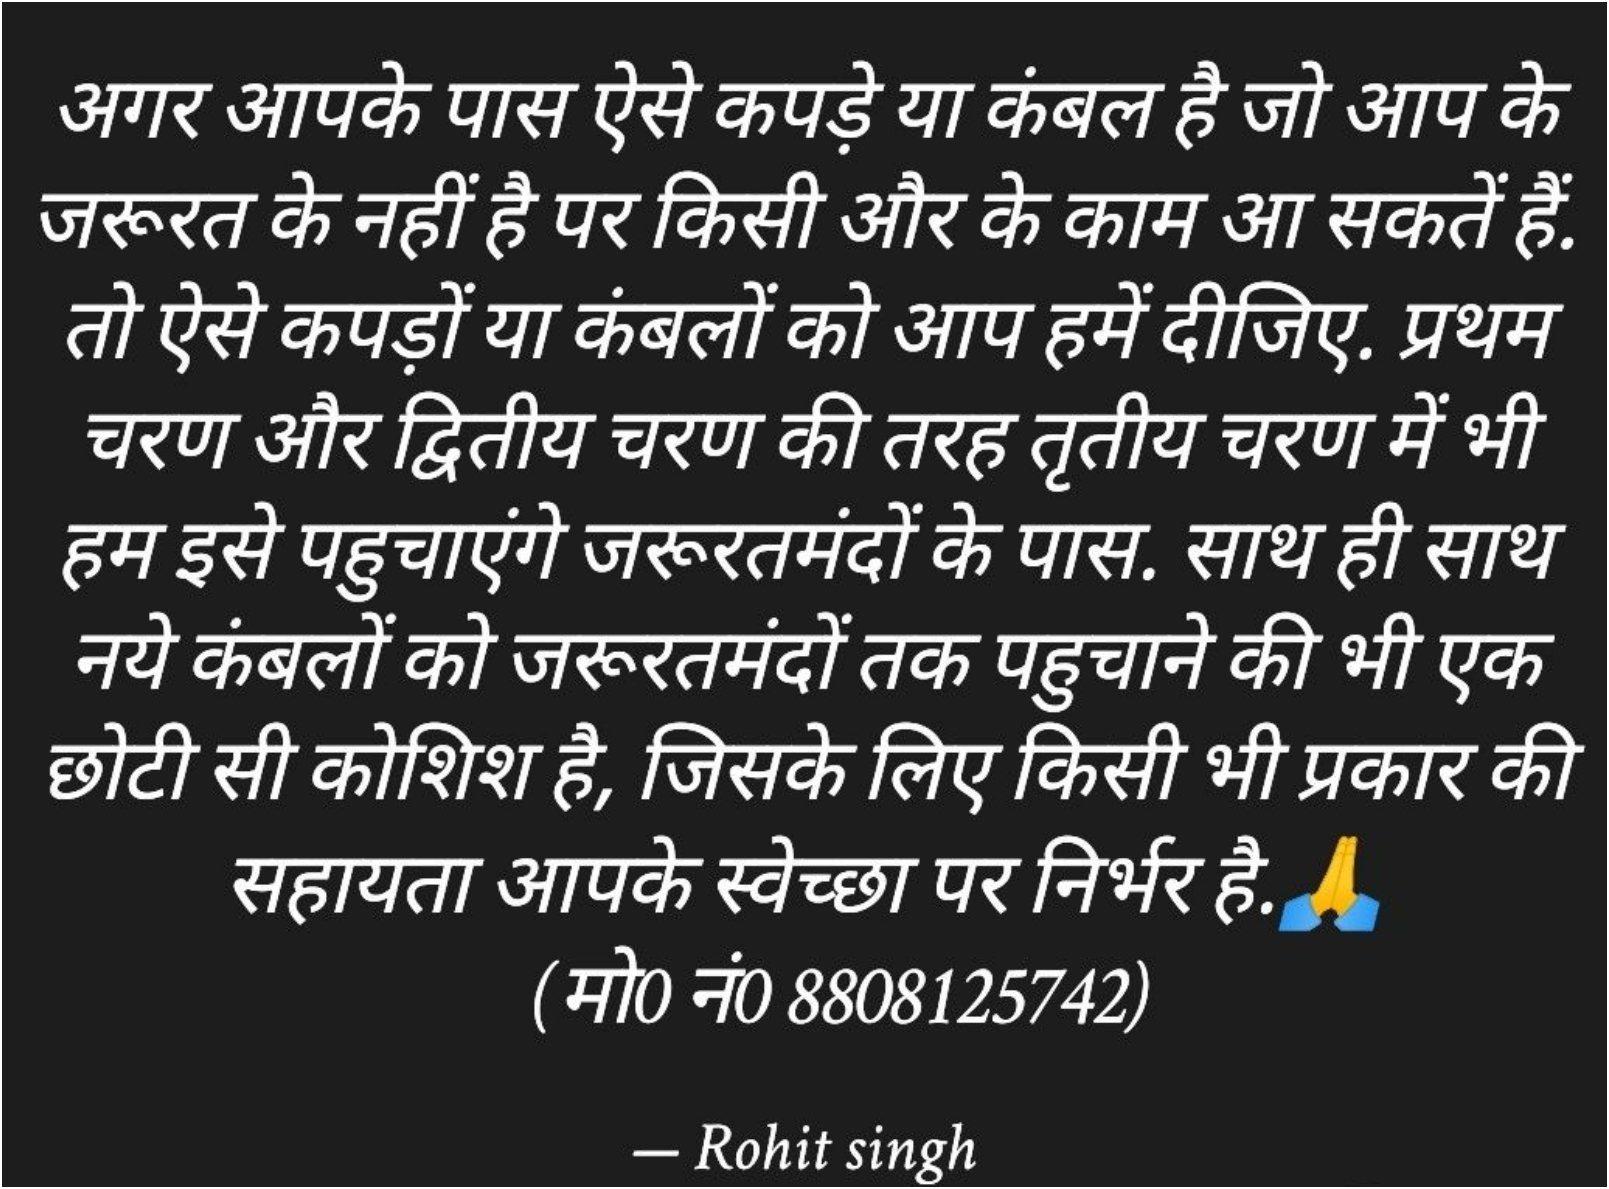 अगर आपके पास ऐसे कपड़े या कंबल है जो आप के
जरूरत के नहीं है पर किसी और के काम आ सकतें हैं.
तो ऐसे कपड़ों या कंबलों को आप हमें दीजिए. प्रथम
चरण और द्वितीय चरण की तरह तृतीय चरण में भी
हम इसे पहुचाएंगे जरूरतमंदों के पास. साथ ही साथ
नये कंबलों को जरूरतमंदों तक पहुचाने की भी एक
छोटी सी कोशिश है, जिसके लिए किसी भी प्रकार की
सहायता आपके स्वेच्छा पर निर्भर है.🙏
(मो0 नं0 8808125742)
— Rohit singh